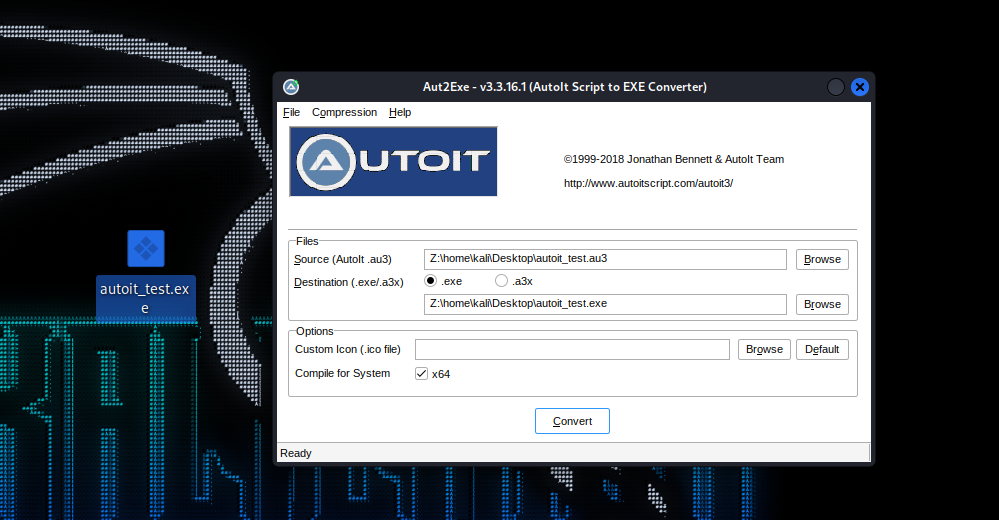 Aut2Exe - v3.3.16.1 (AutoIt Script to EXE Converter)
File Compression Help
AUTOIT
©1999-2018 Jonathan Bennett & AutoIt Team
http://www.autoitscript.com/autoit3/
Files
Source (AutoIt .au3) Z:\home\kali\Desktop\autoit_test.au3 Browse
Destination (.exe/.a3x) .exe .a3x
Z:\home\kali\Desktop\autoit_test.exe Browse
Options
Custom Icon (.ico file) Browse Default
Compile for System x64
Convert
Ready
autoit_test.ex
e